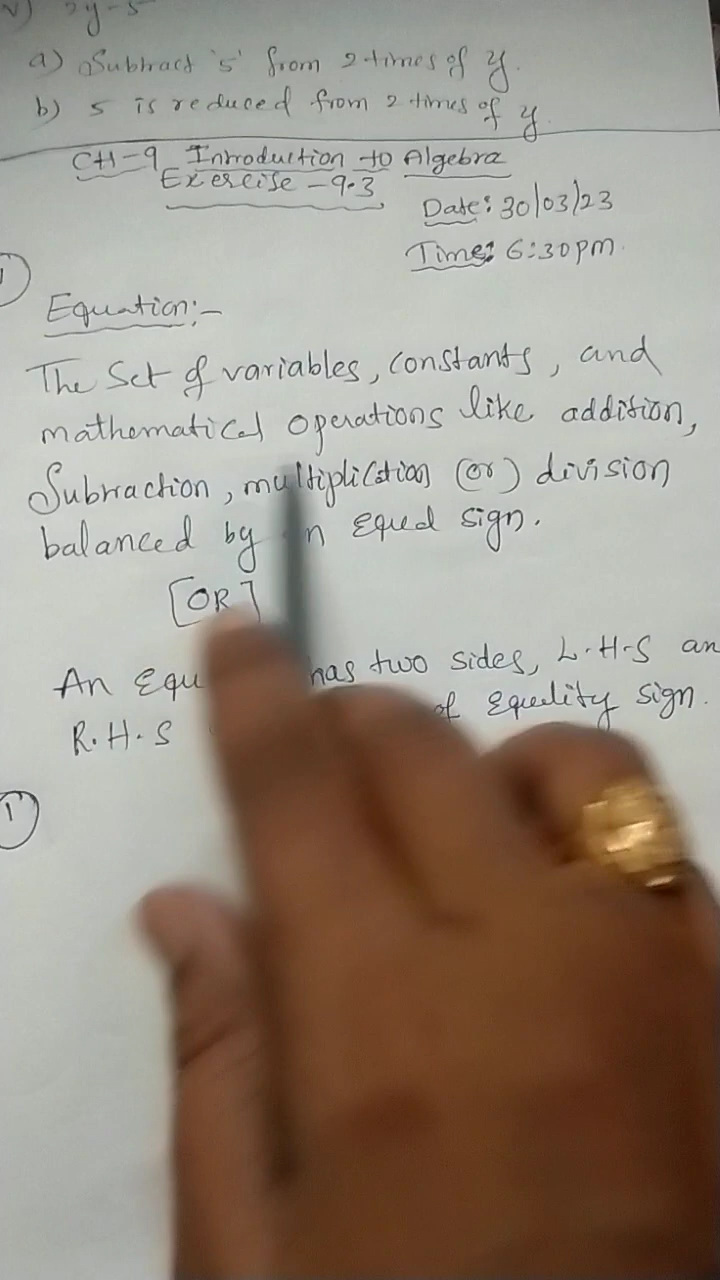 v) 2y-5
a) Subtract '5' from 2 times of y.
b) 5 is reduced from 2 times of y.
CH-9 Introduction to Algebra
Exercise - 9.3
Date: 30/03/23
Time: 6:30pm.
Equation:-
The Set of variables, constants, and
mathematical operations like addition,
Subtraction, multiplication (or) division
balanced by an equal sign.
[OR]
An Equ has two sides, L.H.S an
R.H.S of Equality sign.
1